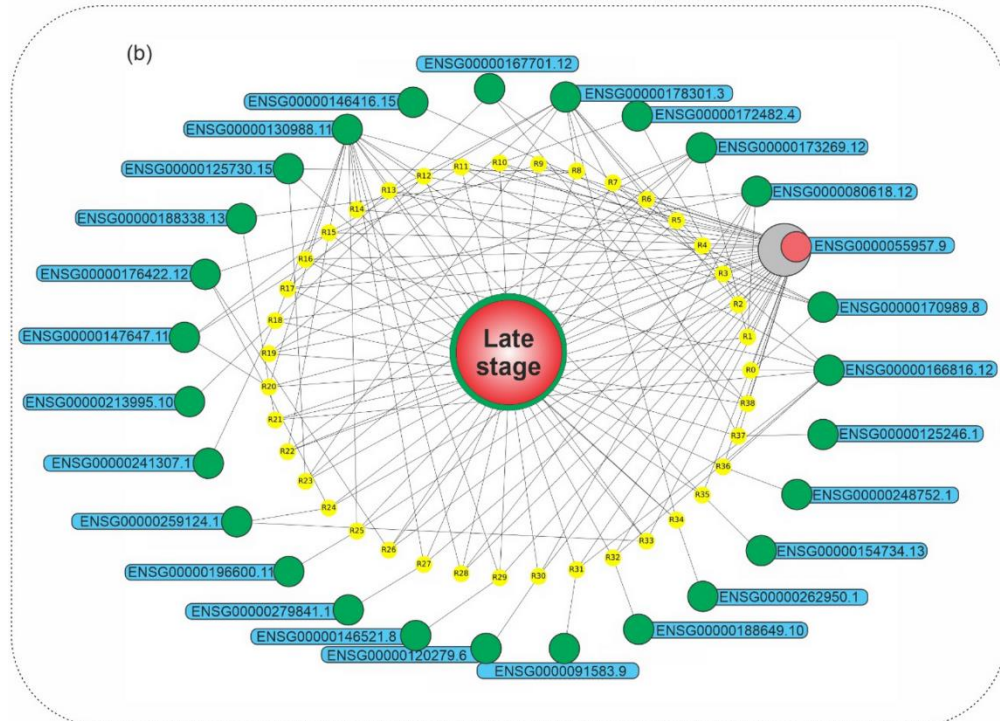 (b)
ENSG00000167701.12
ENSG00000146416.15
ENSG00000178301.3
ENSG00000130988.11
ENSG00000172482.4
ENSG00000125730.15
ENSG00000173269.12
ENSG00000188338.13
ENSG0000080618.12
ENSG0000055957.9
ENSG00000176422.12
ENSG00000170989.8
ENSG00000147647.11
ENSG00000166816.12
ENSG00000213995.10
ENSG00000125246.1
ENSG00000241307.1
ENSG00000248752.1
ENSG00000259124.1
ENSG00000154734.13
ENSG00000196600.11
ENSG00000262950.1
ENSG00000279841.1
ENSG00000188649.10
ENSG00000146521.8
ENSG00000120279.6
ENSG0000091583.9
Late
stage
R0
R1
R2
R3
R4
R5
R6
R7
R8
R9
R10
R11
R12
R13
R14
R15
R16
R17
R18
R19
R20
R21
R22
R23
R24
R25
R26
R27
R28
R29
R30
R31
R32
R33
R34
R35
R36
R37
R38